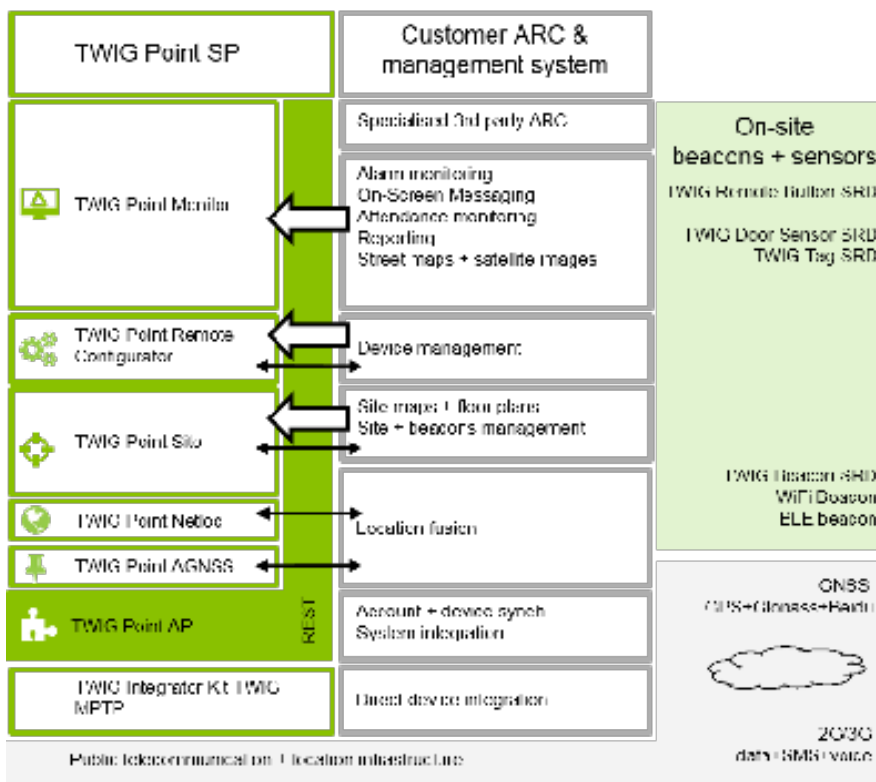 TWIG Point SP
Customer ARC &
management system
Specialised 3rd party ARC
TWIG Point Monitor
Alarm monitoring
On-Screen Messaging
Attendance monitoring
Reporting
Street maps + satellite images
TWIG Point Remote
Configurator
Device management
TWIG Point Site
Site maps + floor plans
Site + beacons management
TWIG Point Netloc
TWIG Point AGNSS
Location fusion
TWIG Point AP
REST
Account + device synch
System integration
TWIG Integrator Kit TWIG
MPTP
Direct device integration
Public telecommunication + location infrastructure
On-site
beacons + sensors
TWIG Remote Button SRD
TWIG Door Sensor SRD
TWIG Tag SRD
TWIG Beacon SRD
WiFi Beacon
BLE beacon
GNSS
GPS+Glonass+Beidu
2G/3G
data+SMS+voice